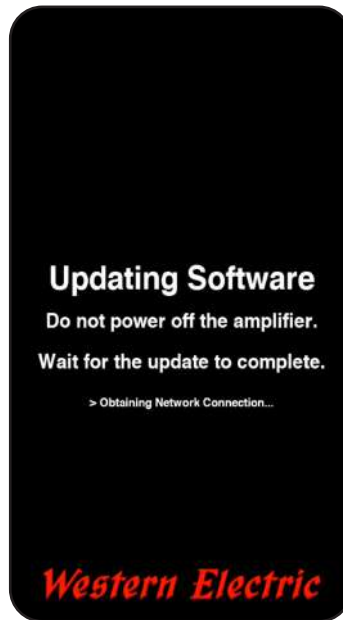 Updating Software
Do not power off the amplifier.
Wait for the update to complete.
> Obtaining Network Connection...
Western Electric